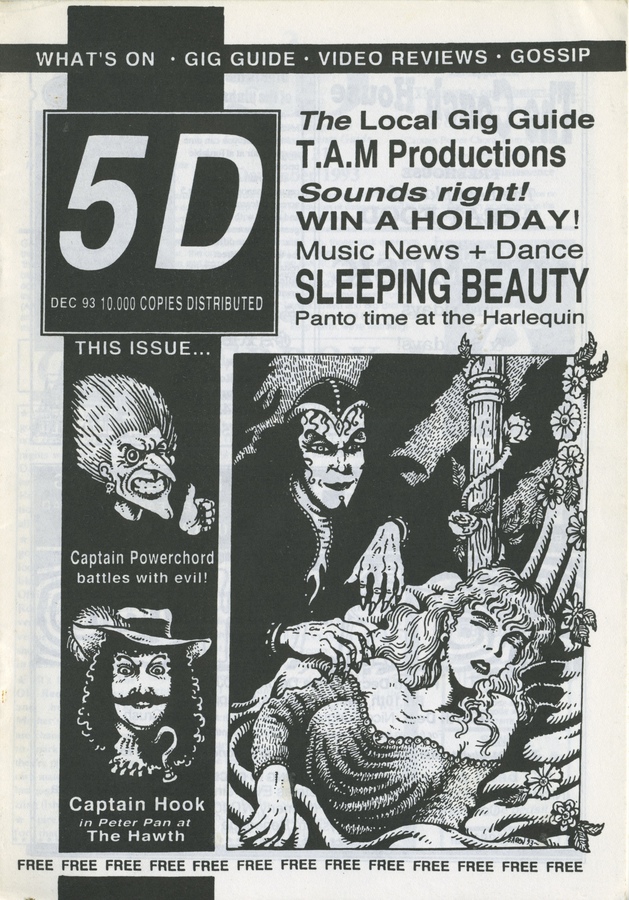 WHAT'S ON · GIG GUIDE · VIDEO REVIEWS · GOSSIP
5D
DEC 93 10.000 COPIES DISTRIBUTED
The Local Gig Guide
T.A.M Productions
Sounds right!
WIN A HOLIDAY!
Music News + Dance
SLEEPING BEAUTY
Panto time at the Harlequin
THIS ISSUE...
Captain Powerchord
battles with evil!
Captain Hook
in Peter Pan at
The Hawth
FREE FREE FREE FREE FREE FREE FREE FREE FREE FREE FREE FREE FREE